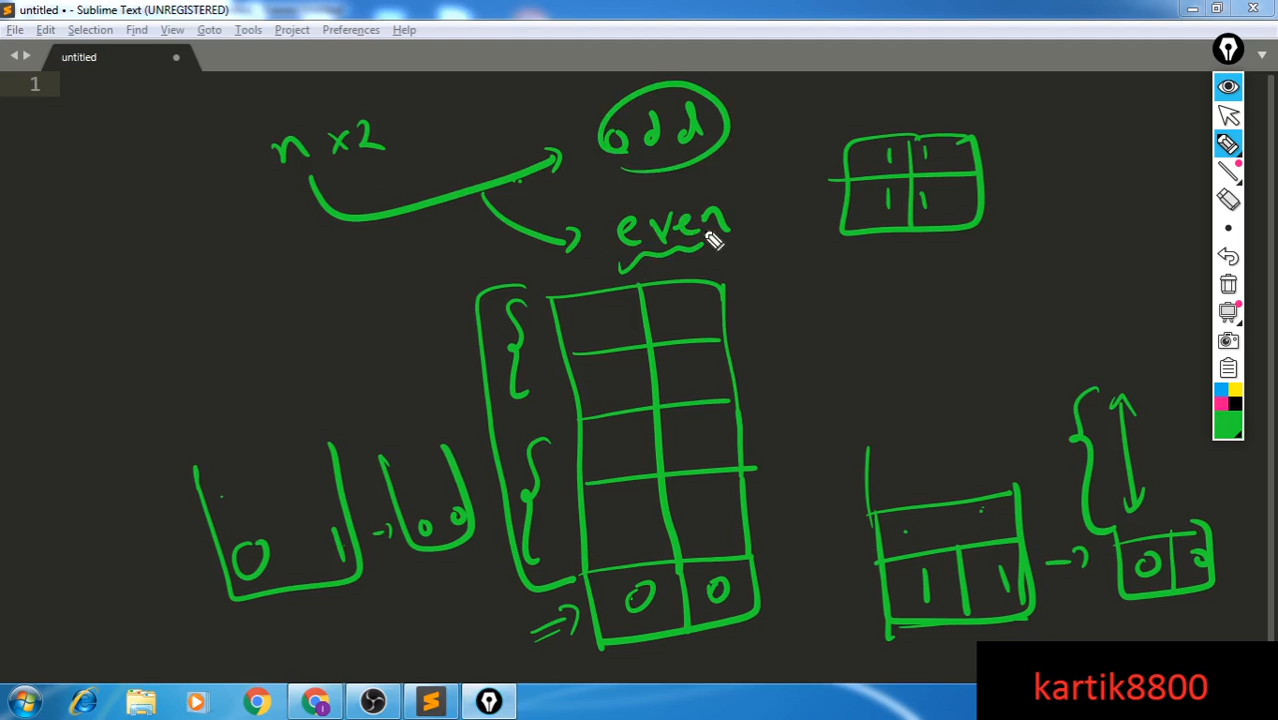 untitled • - Sublime Text (UNREGISTERED)
File Edit Selection Find View Goto Tools Project Preferences Help
untitled
1
n x 2
odd
even
1 1
1 1
0 1 → 0 0
0 0
1 1 → 0 0
kartik8800